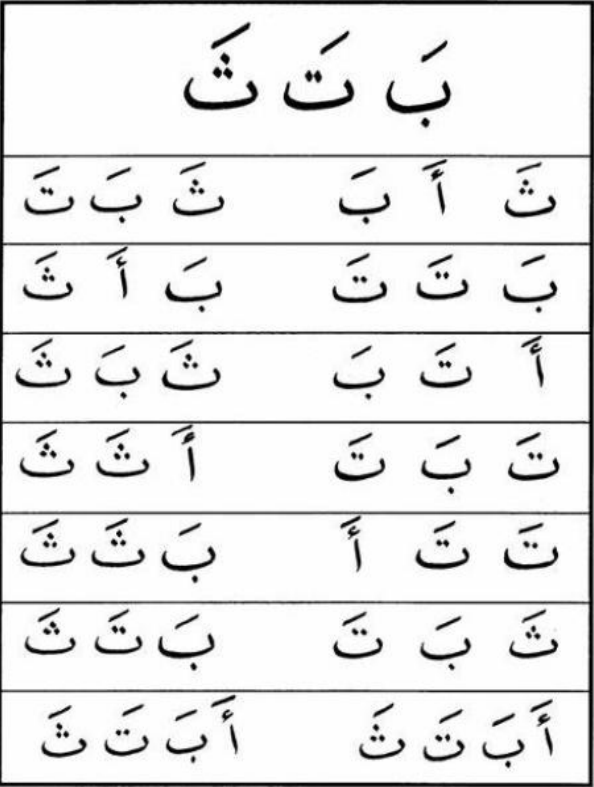 بَ تَ ثَ
ثَ أَ بَ ثَ بَ تَ
بَ تَ تَ بَ أَ ثَ
أَ تَ بَ ثَ بَ ثَ
تَ بَ تَ أَ ثَ ثَ
تَ تَ أَ بَ ثَ ثَ
ثَ بَ تَ بَ تَ ثَ
أَ بَ تَ ثَ أَ بَ تَ ثَ